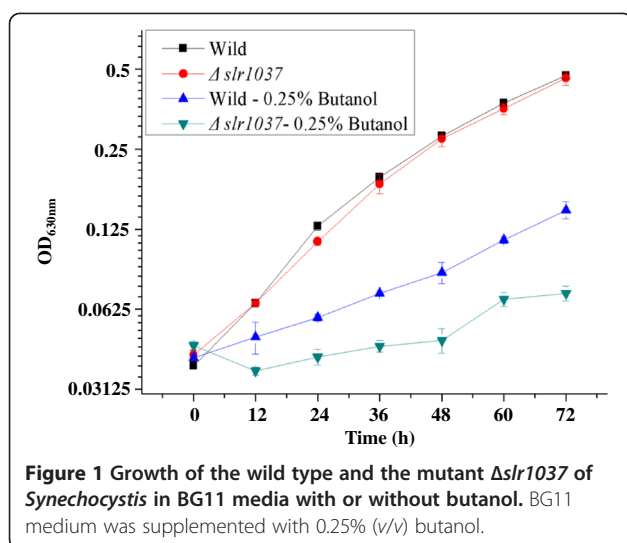 Wild
Δ slr1037
Wild - 0.25% Butanol
Δ slr1037- 0.25% Butanol
0.5
0.25
0.125
0.0625
0.03125
OD630nm
0 12 24 36 48 60 72
Time (h)
Figure 1 Growth of the wild type and the mutant Δslr1037 of
Synechocystis in BG11 media with or without butanol. BG11
medium was supplemented with 0.25% (v/v) butanol.